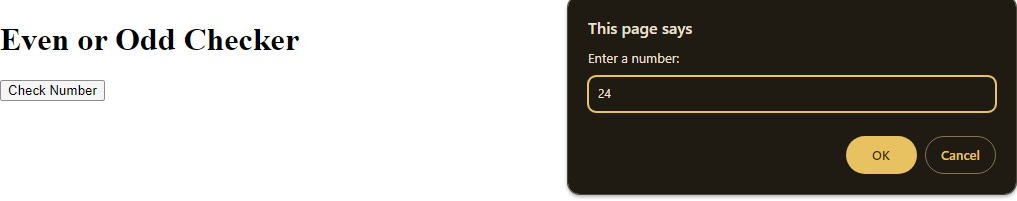 Even or Odd Checker
Check Number
This page says
Enter a number:
24
OK
Cancel